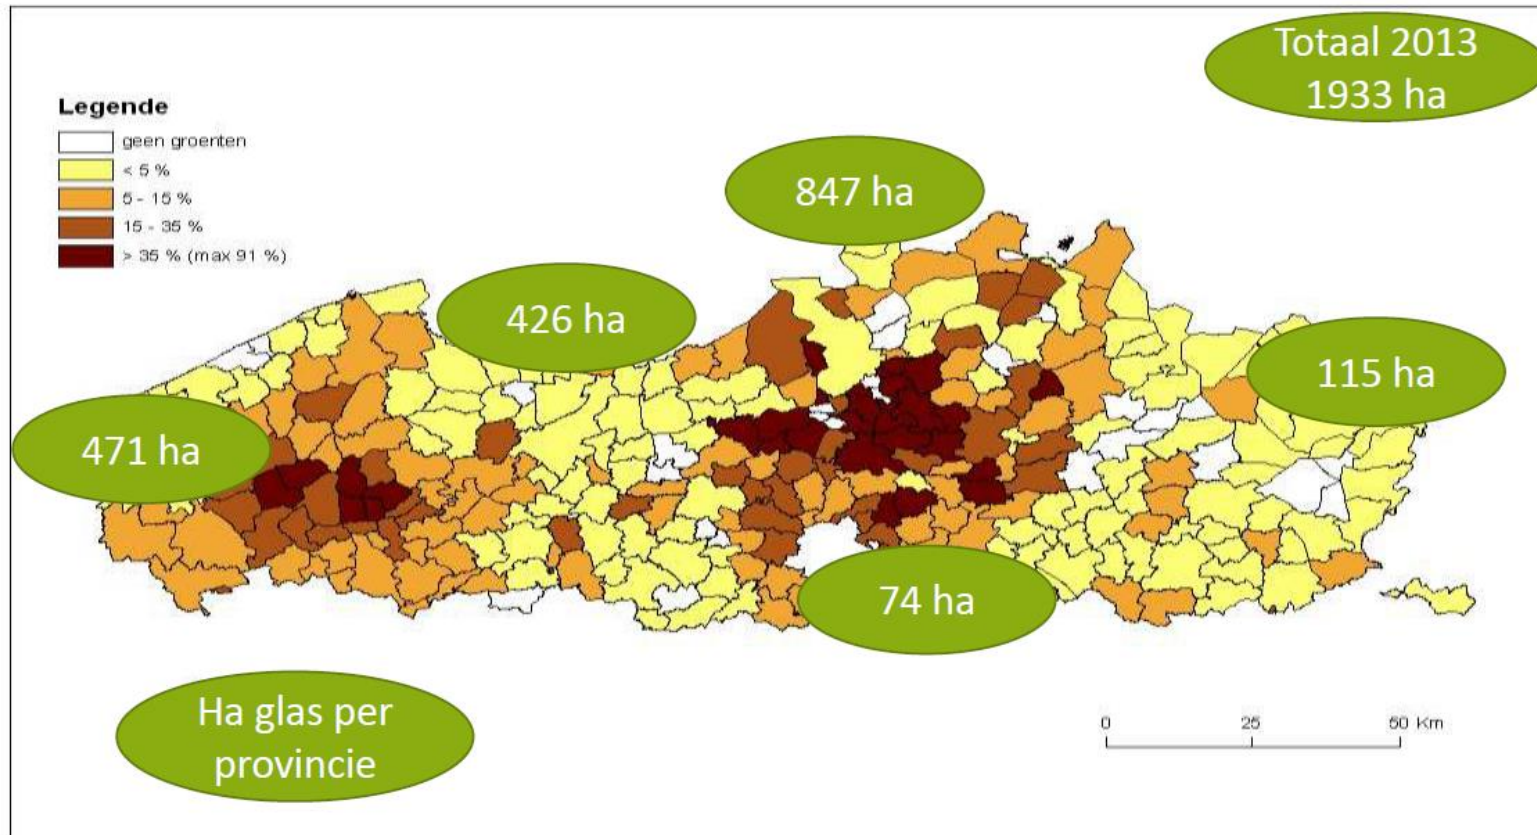 Totaal 2013
1933 ha
Legende
geen groenten
< 5 %
5 - 15 %
15 - 35 %
> 35 % (max 91 %)
847 ha
426 ha
115 ha
471 ha
74 ha
Ha glas per
provincie
0 25 50 Km